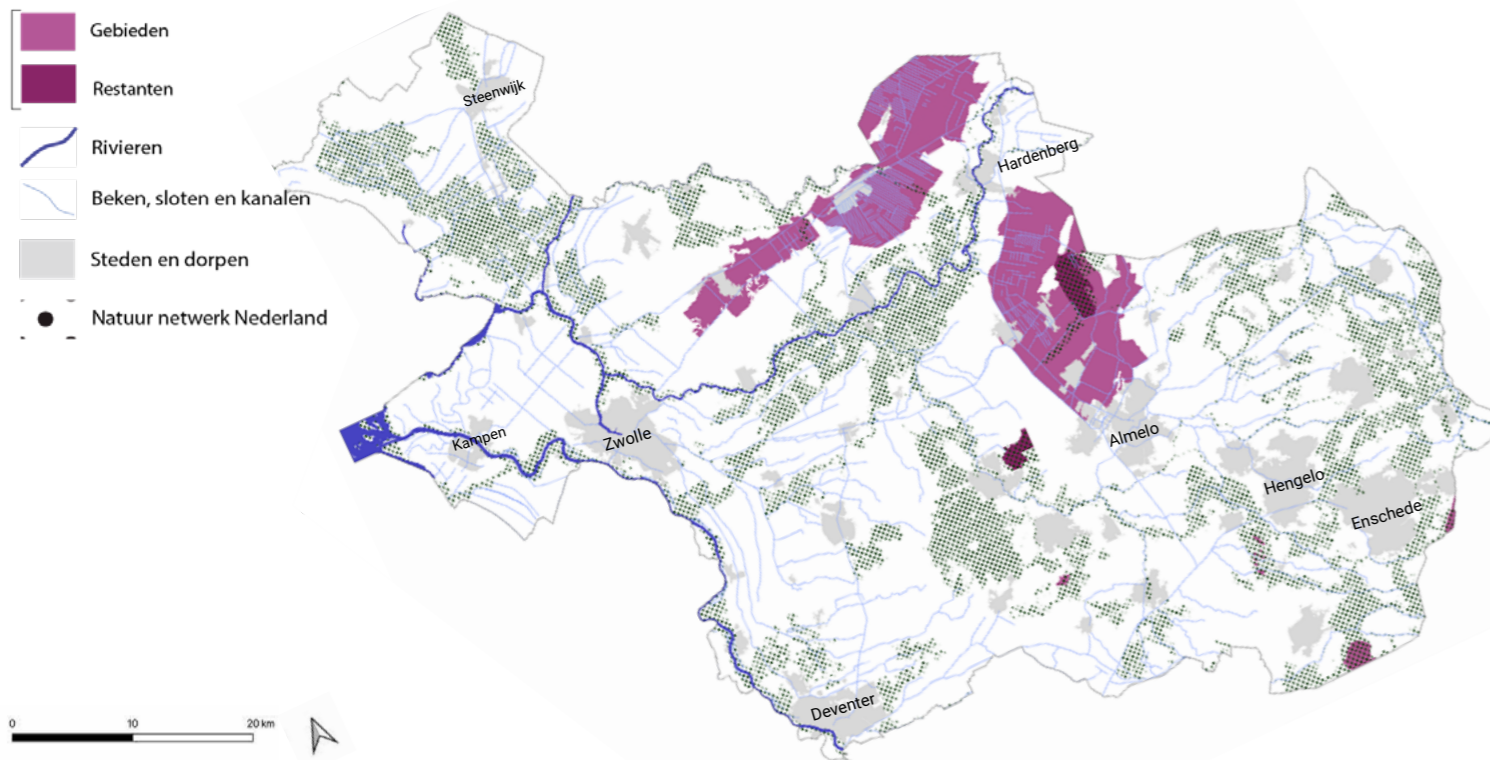 Gebieden
Restanten
Rivieren
Beken, sloten en kanalen
Steden en dorpen
Natuur netwerk Nederland
Steenwijk
Hardenberg
Kampen
Zwolle
Almelo
Hengelo
Enschede
Deventer
0 10 20 km